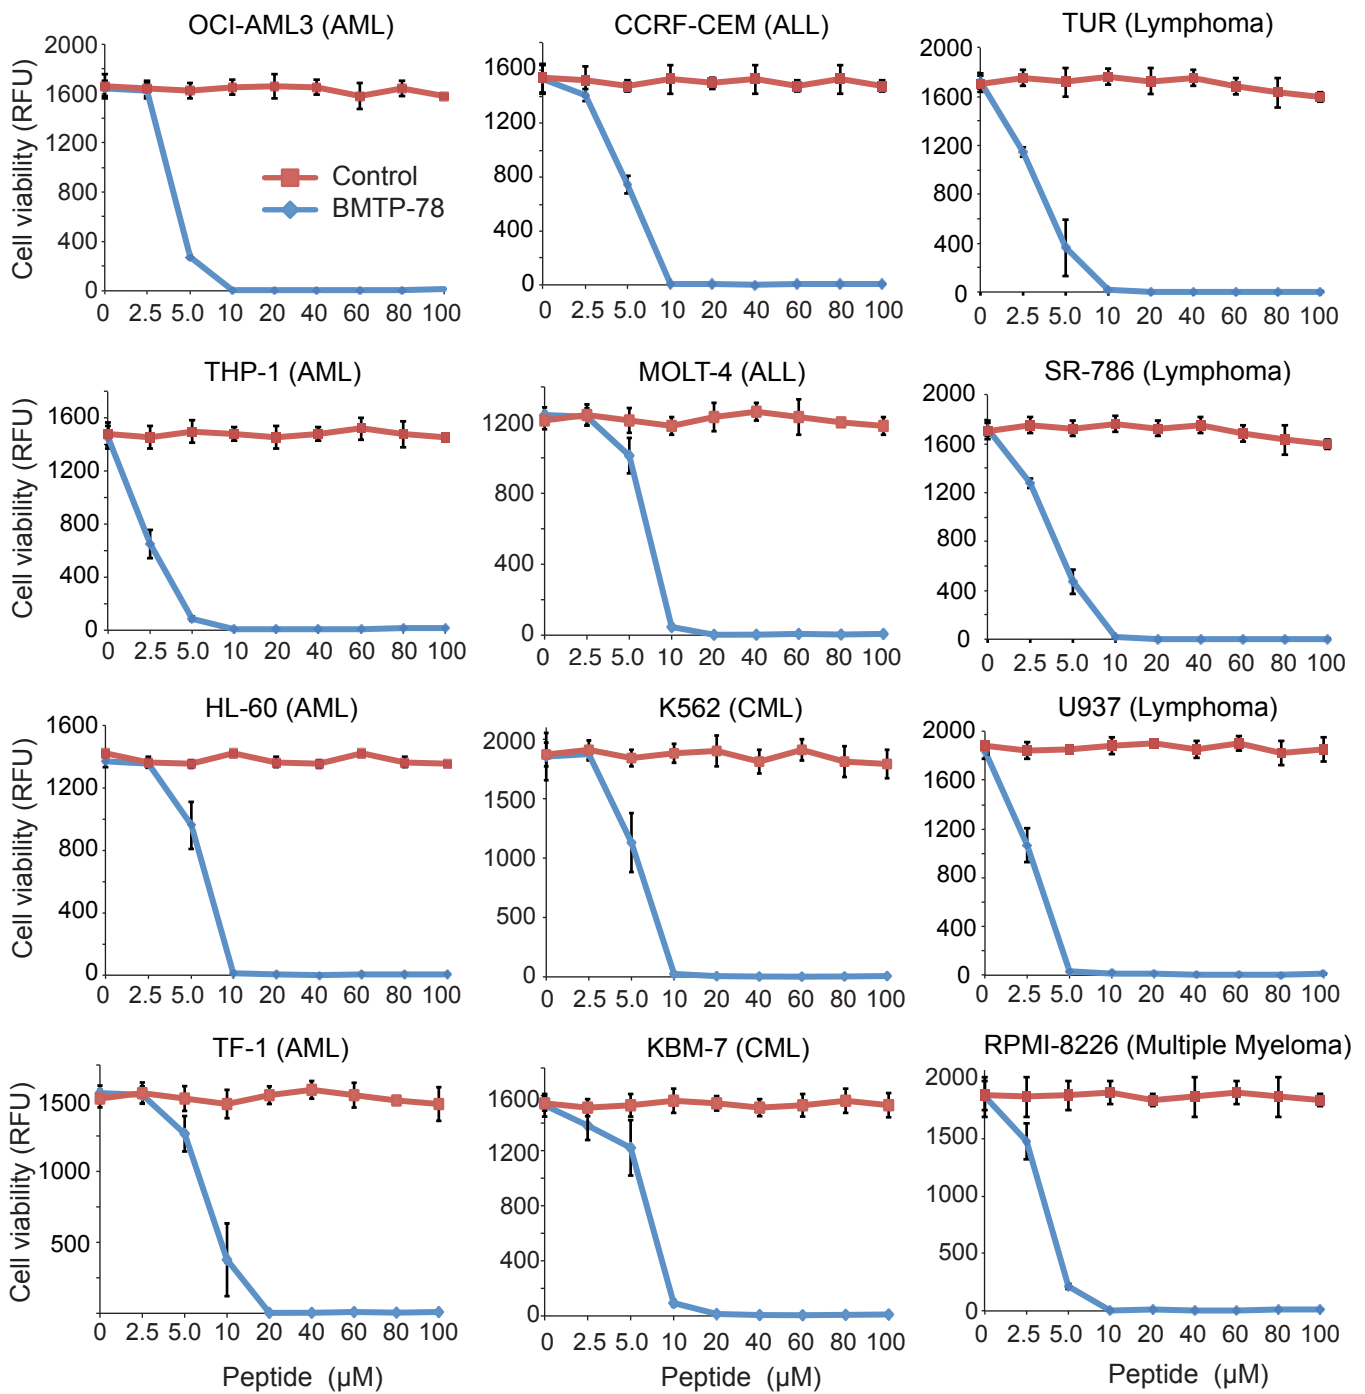 OCI-AML3 (AML)
2000
1600
1200
800
400
0
0 2.5 5.0 10 20 40 60 80 100
Cell viability (RFU)
Control
BMTP-78
CCRF-CEM (ALL)
1600
1200
800
400
0
0 2.5 5.0 10 20 40 60 80 100
TUR (Lymphoma)
2000
1600
1200
800
400
0
0 2.5 5.0 10 20 40 60 80 100
THP-1 (AML)
1600
1200
800
400
0
0 2.5 5.0 10 20 40 60 80 100
Cell viability (RFU)
MOLT-4 (ALL)
1200
800
400
0
0 2.5 5.0 10 20 40 60 80 100
SR-786 (Lymphoma)
2000
1600
1200
800
400
0
0 2.5 5.0 10 20 40 60 80 100
HL-60 (AML)
1600
1200
800
400
0
0 2.5 5.0 10 20 40 60 80 100
Cell viability (RFU)
K562 (CML)
2000
1500
1000
500
0
0 2.5 5.0 10 20 40 60 80 100
U937 (Lymphoma)
2000
1600
1200
800
400
0
0 2.5 5.0 10 20 40 60 80 100
TF-1 (AML)
1500
1000
500
0 2.5 5.0 10 20 40 60 80 100
Cell viability (RFU)
Peptide (µM)
KBM-7 (CML)
1600
1200
800
400
0
0 2.5 5.0 10 20 40 60 80 100
Peptide (µM)
RPMI-8226 (Multiple Myeloma)
2000
1500
1000
500
0
0 2.5 5.0 10 20 40 60 80 100
Peptide (µM)